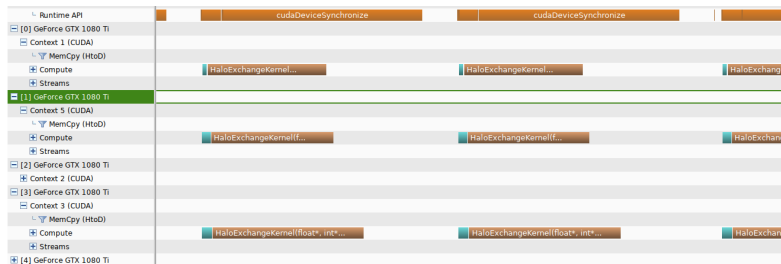 Runtime API
cudaDeviceSynchronize
cudaDeviceSynchronize
[0] GeForce GTX 1080 Ti
Context 1 (CUDA)
MemCpy (HtoD)
Compute
HaloExchangeKernel...
HaloExchangeKernel...
HaloExchang
Streams
[1] GeForce GTX 1080 Ti
Context 5 (CUDA)
MemCpy (HtoD)
Compute
HaloExchangeKernel(f...
HaloExchangeKernel(f...
HaloExchan
Streams
[2] GeForce GTX 1080 Ti
Context 2 (CUDA)
[3] GeForce GTX 1080 Ti
Context 3 (CUDA)
MemCpy (HtoD)
Compute
HaloExchangeKernel(float*, int*...
HaloExchangeKernel(float*, int*...
HaloExchan
Streams
[4] GeForce GTX 1080 Ti